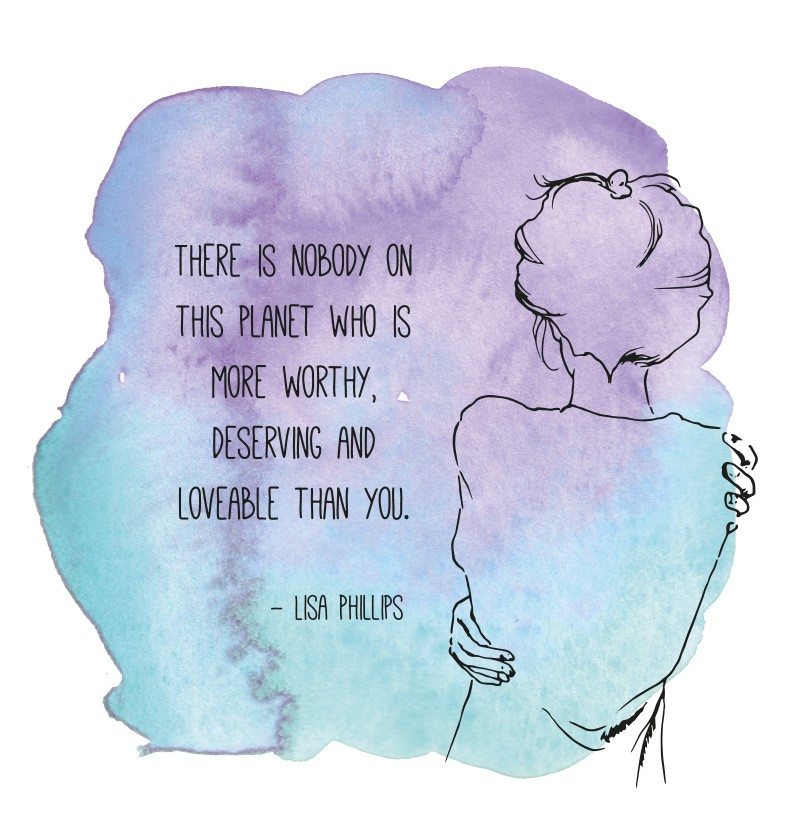 THERE IS NOBODY ON
THIS PLANET WHO IS
MORE WORTHY,
DESERVING AND
LOVEABLE THAN YOU.
- LISA PHILLIPS